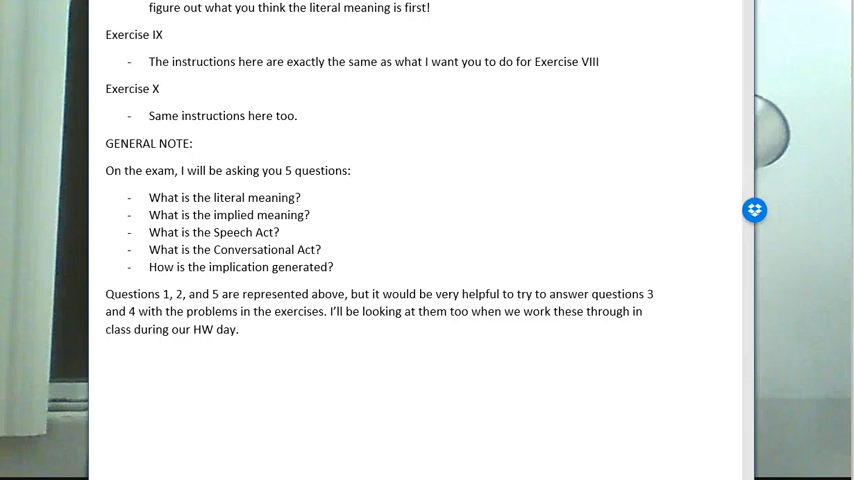 figure out what you think the literal meaning is first!
Exercise IX
- The instructions here are exactly the same as what I want you to do for Exercise VIII
Exercise X
- Same instructions here too.
GENERAL NOTE:
On the exam, I will be asking you 5 questions:
- What is the literal meaning?
- What is the implied meaning?
- What is the Speech Act?
- What is the Conversational Act?
- How is the implication generated?
Questions 1, 2, and 5 are represented above, but it would be very helpful to try to answer questions 3
and 4 with the problems in the exercises. I'll be looking at them too when we work these through in
class during our HW day.